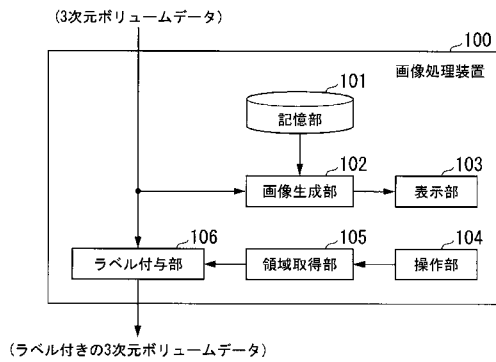 (3次元ボリュームデータ)
100
画像処理装置
101
記憶部
102
画像生成部
103
表示部
106
ラベル付与部
105
領域取得部
104
操作部
(ラベル付きの3次元ボリュームデータ)